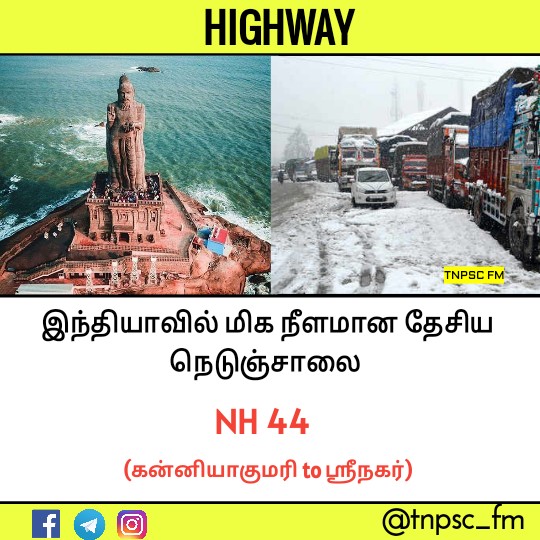 HIGHWAY
TNPSC FM
இந்தியாவில் மிக நீளமான தேசிய
நெடுஞ்சாலை
NH 44
(கன்னியாகுமரி to ஸ்ரீநகர்)
@tnpsc_fm